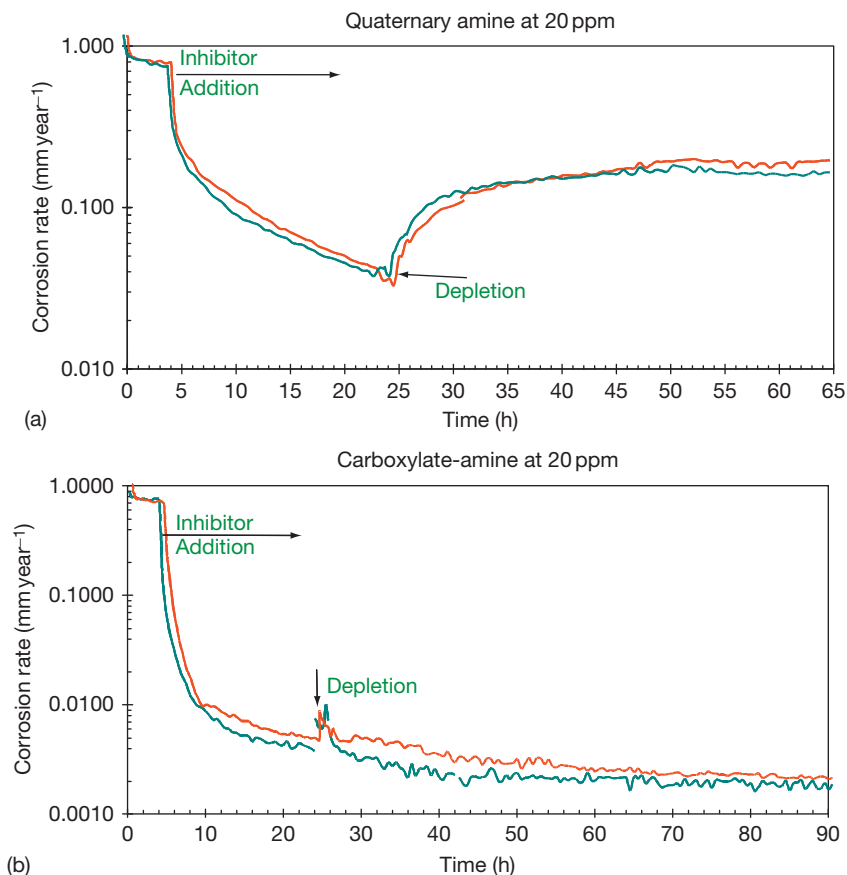 Quaternary amine at 20 ppm
1.000
Inhibitor
Addition
0.100
Depletion
0.010
Corrosion rate (mm year⁻¹)
0 5 10 15 20 25 30 35 40 45 50 55 60 65
(a)
Time (h)
Carboxylate-amine at 20 ppm
1.0000
Inhibitor
Addition
0.1000
Depletion
0.0100
0.0010
Corrosion rate (mm year⁻¹)
0 10 20 30 40 50 60 70 80 90
(b)
Time (h)